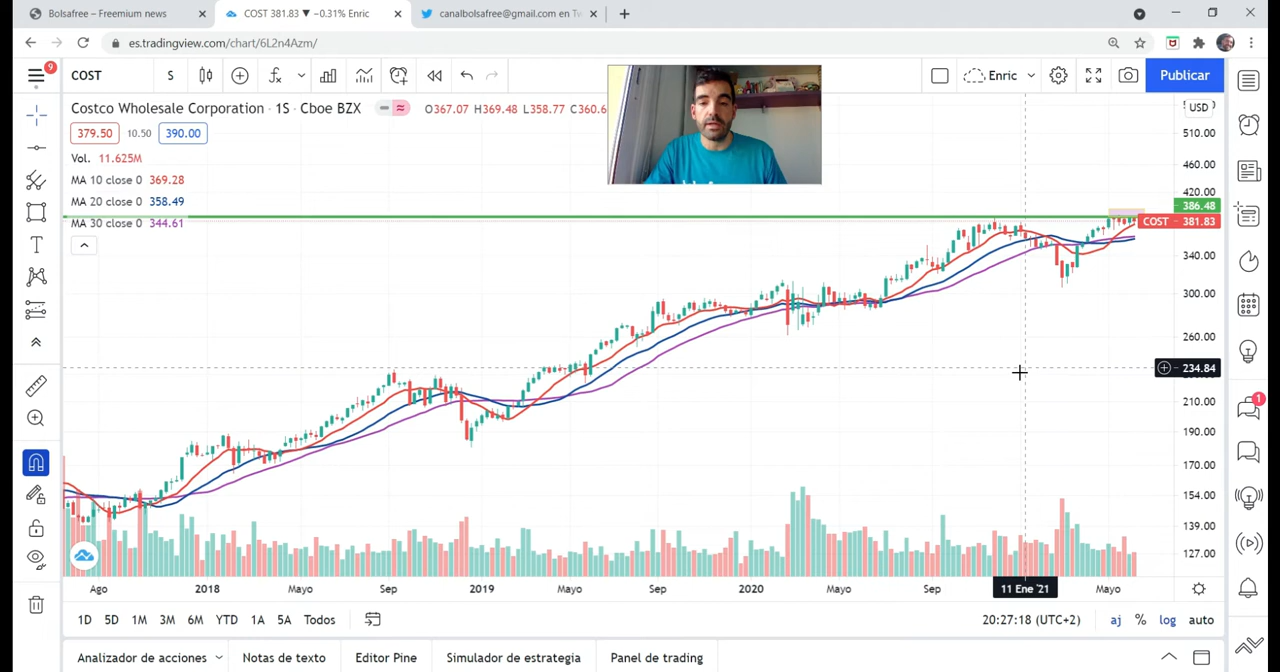 Bolsafree – Freemium news
COST 381.83 ▼ −0.31% Enric
canalbolsafree@gmail.com en Tw
es.tradingview.com/chart/6L2n4Azm/
9
COST
S
Enric
Publicar
Costco Wholesale Corporation · 1S · Cboe BZX
O367.07 H369.48 L358.77 C360.6
USD
379.50 10.50 390.00
Vol. 11.625M
MA 10 close 0 369.28
MA 20 close 0 358.49
MA 30 close 0 344.61
510.00
460.00
420.00
386.48
COST 381.83
340.00
300.00
260.00
234.84
210.00
190.00
170.00
154.00
139.00
127.00
1
Ago 2018 Mayo Sep 2019 Mayo Sep 2020 Mayo Sep 11 Ene '21 Mayo
1D 5D 1M 3M 6M YTD 1A 5A Todos
20:27:18 (UTC+2) aj % log auto
Analizador de acciones Notas de texto Editor Pine Simulador de estrategia Panel de trading